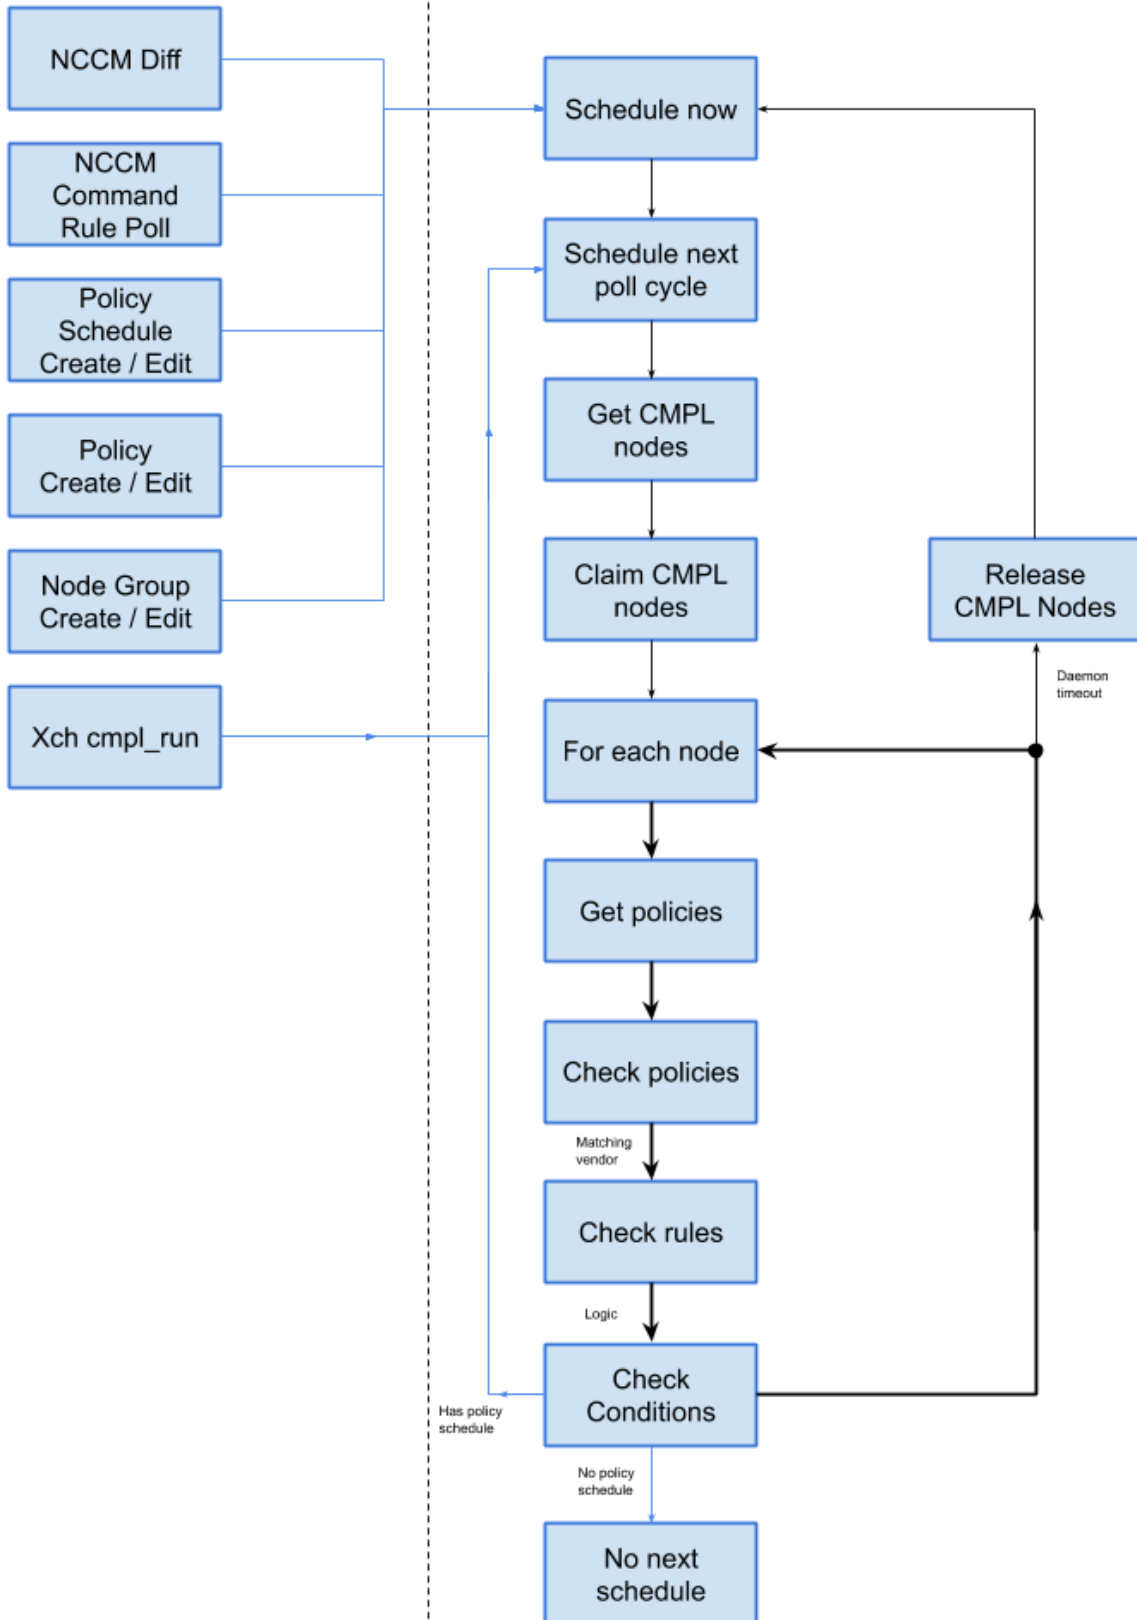 NCCM Diff
NCCM
Command
Rule Poll
Policy
Schedule
Create / Edit
Policy
Create / Edit
Node Group
Create / Edit
Xch cmpl_run
Schedule now
Schedule next
poll cycle
Get CMPL
nodes
Claim CMPL
nodes
Release
CMPL Nodes
Daemon
timeout
For each node
Get policies
Check policies
Matching
vendor
Check rules
Logic
Check
Conditions
Has policy
schedule
No policy
schedule
No next
schedule